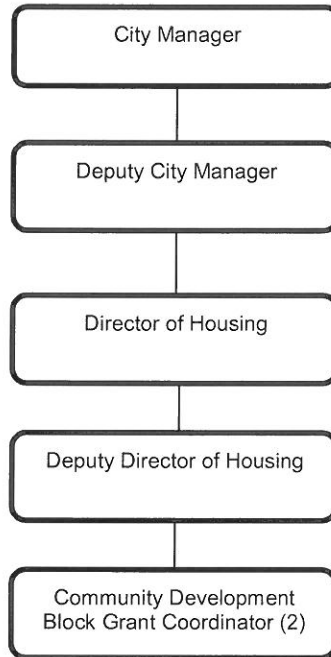 City Manager
Deputy City Manager
Director of Housing
Deputy Director of Housing
Community Development
Block Grant Coordinator (2)